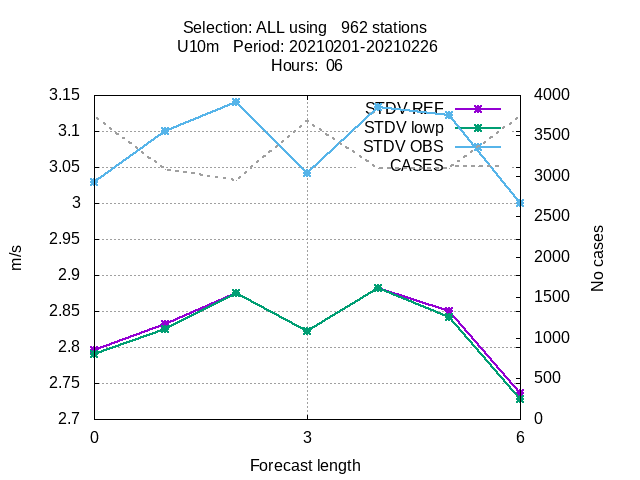 Selection: ALL using 962 stations
U10m Period: 20210201-20210226
Hours: 06
3.15
3.1
3.05
3
2.95
2.9
2.85
2.8
2.75
2.7
m/s
STDV REF
STDV lowp
STDV OBS
CASES
4000
3500
3000
2500
2000
1500
1000
500
0
No cases
0 3 6
Forecast length